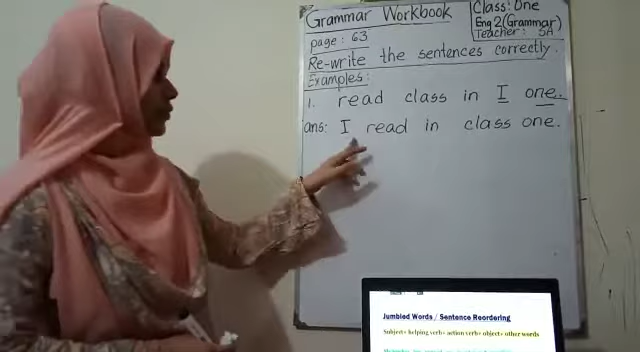 Grammar Workbook
Class: One
Eng 2 (Grammar)
Teacher: SA
page: 63
Re-write the sentences correctly.
Examples:
1. read class in I one.
ans: I read in class one.
Jumbled Words / Sentence Reordering
Subject+ helping verb+ action verb+ object+ other words